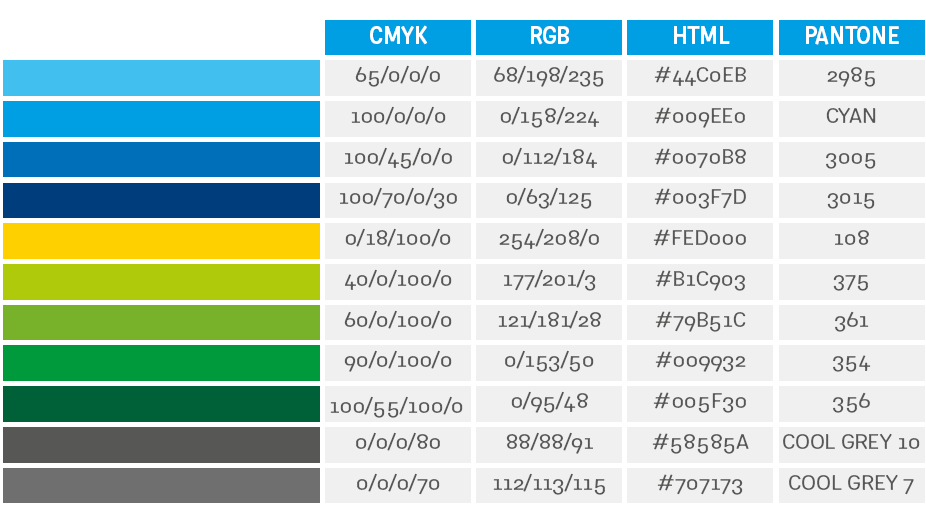 CMYK RGB HTML PANTONE
65/0/0/0 68/198/235 #44C0EB 2985
100/0/0/0 0/158/224 #009EE0 CYAN
100/45/0/0 0/112/184 #0070B8 3005
100/70/0/30 0/63/125 #003F7D 3015
0/18/100/0 254/208/0 #FED000 108
40/0/100/0 177/201/3 #B1C903 375
60/0/100/0 121/181/28 #79B51C 361
90/0/100/0 0/153/50 #009932 354
100/55/100/0 0/95/48 #005F30 356
0/0/0/80 88/88/91 #58585A COOL GREY 10
0/0/0/70 112/113/115 #707173 COOL GREY 7